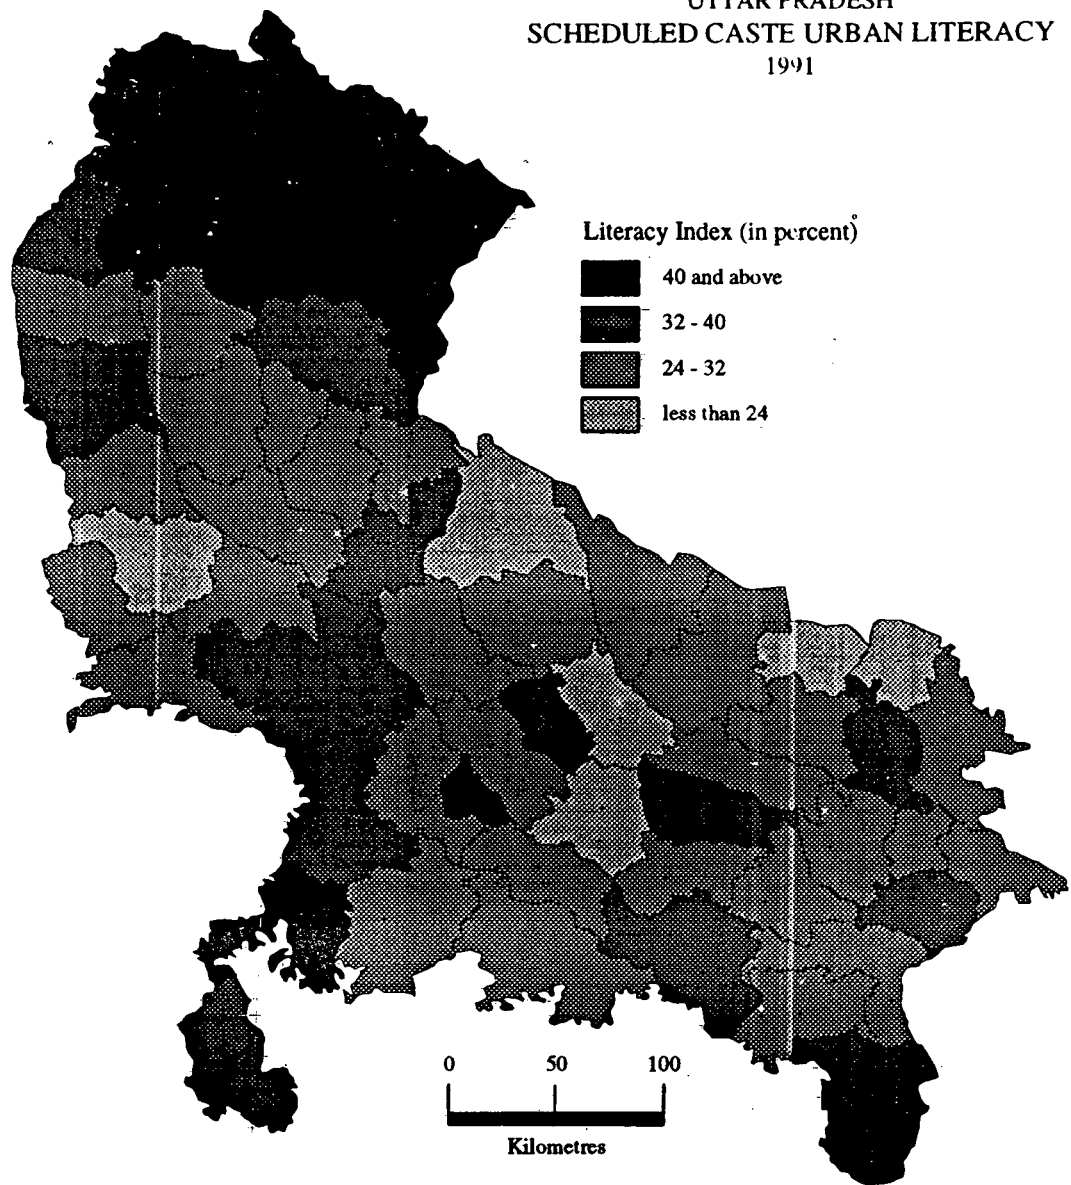 UTTAR PRADESH
SCHEDULED CASTE URBAN LITERACY
1991
Literacy Index (in percent)
40 and above
32 - 40
24 - 32
less than 24
0 50 100
Kilometres